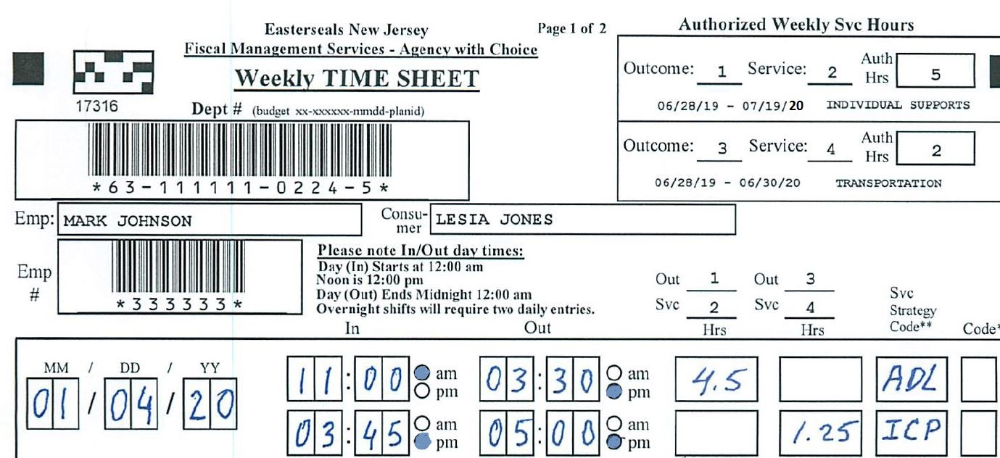 Easterseals New Jersey
Page 1 of 2
Authorized Weekly Svc Hours
Fiscal Management Services - Agency with Choice
Weekly TIME SHEET
17316
Dept # (budget xx-xxxxxx-mmdd-planid)
*63-111111-0224-5*
Outcome: 1 Service: 2 Auth Hrs 5
06/28/19 - 07/19/20 INDIVIDUAL SUPPORTS
Outcome: 3 Service: 4 Auth Hrs 2
06/28/19 - 06/30/20 TRANSPORTATION
Emp: MARK JOHNSON
Consu-
mer LESIA JONES
Emp
#
*333333*
Please note In/Out day times:
Day (In) Starts at 12:00 am
Noon is 12:00 pm
Day (Out) Ends Midnight 12:00 am
Overnight shifts will require two daily entries.
Out 1 Out 3
Svc 2 Svc 4
In Out Hrs Hrs
Svc
Strategy
Code** Code*
MM / DD / YY
01 / 04 / 20
11:00 am pm 03:30 am pm 4.5 ADL
03:45 am pm 05:00 am pm 1.25 ICP